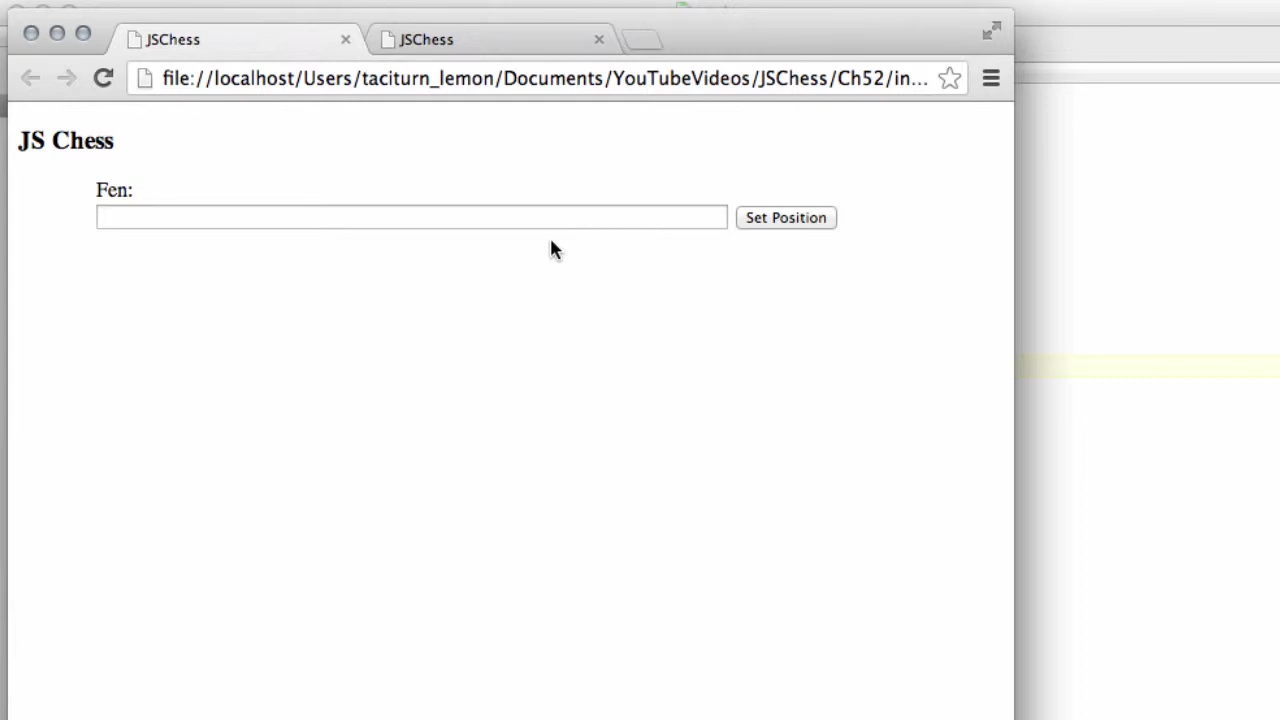 JSChess
JSChess
file://localhost/Users/taciturn_lemon/Documents/YouTubeVideos/JSChess/Ch52/in...
JS Chess
Fen:
Set Position